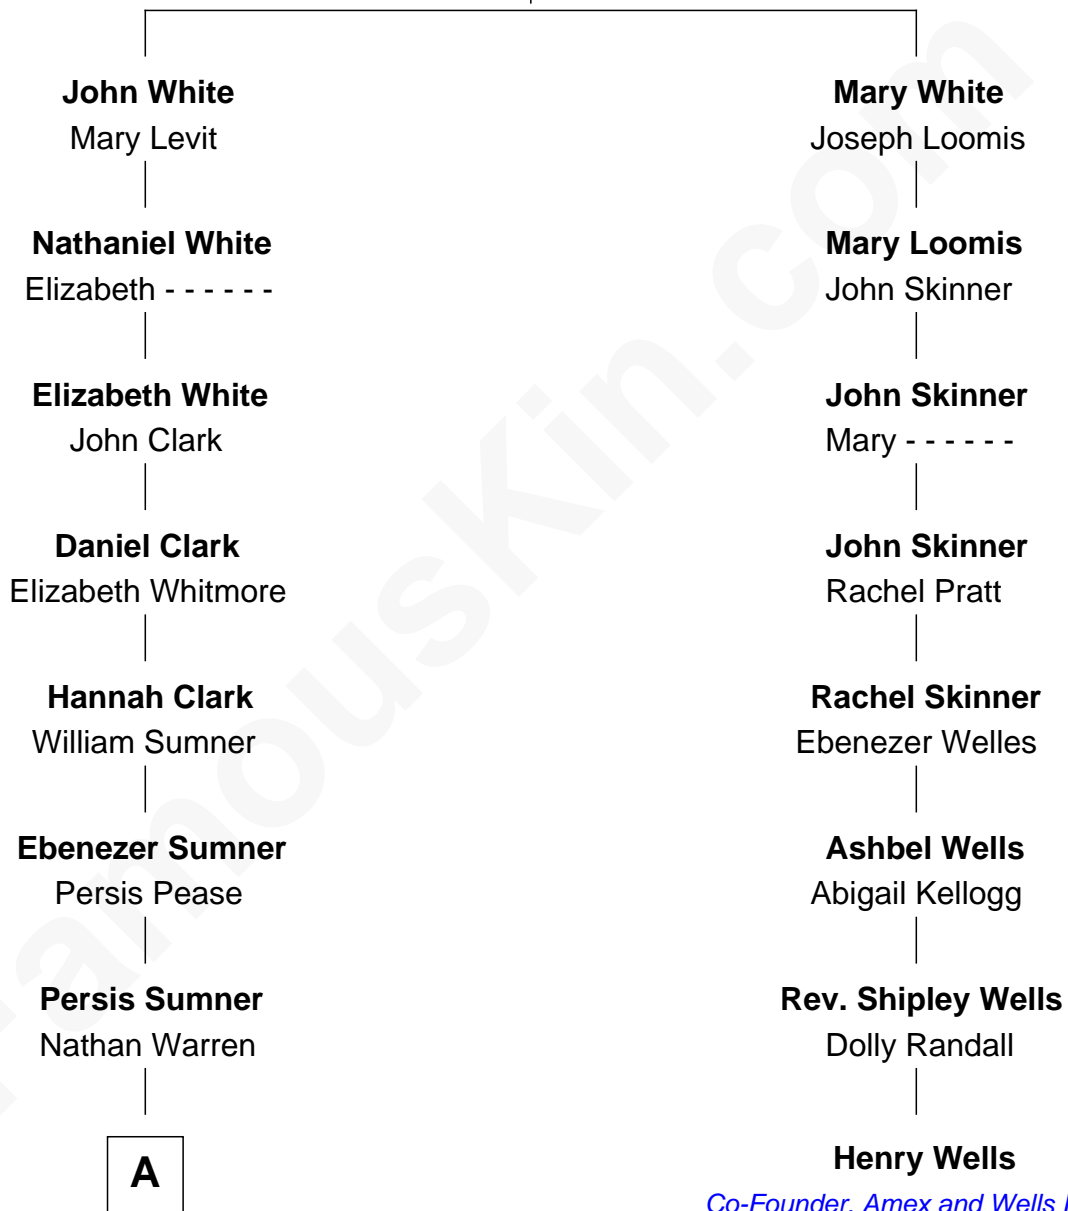 John White
Mary Levit
Nathaniel White
Elizabeth - - - - - -
Elizabeth White
John Clark
Daniel Clark
Elizabeth Whitmore
Hannah Clark
William Sumner
Ebenezer Sumner
Persis Pease
Persis Sumner
Nathan Warren
A
Mary White
Joseph Loomis
Mary Loomis
John Skinner
John Skinner
Mary - - - - - -
John Skinner
Rachel Pratt
Rachel Skinner
Ebenezer Welles
Ashbel Wells
Abigail Kellogg
Rev. Shipley Wells
Dolly Randall
Henry Wells
Co-Founder, Amex and Wells
FamousKin.com